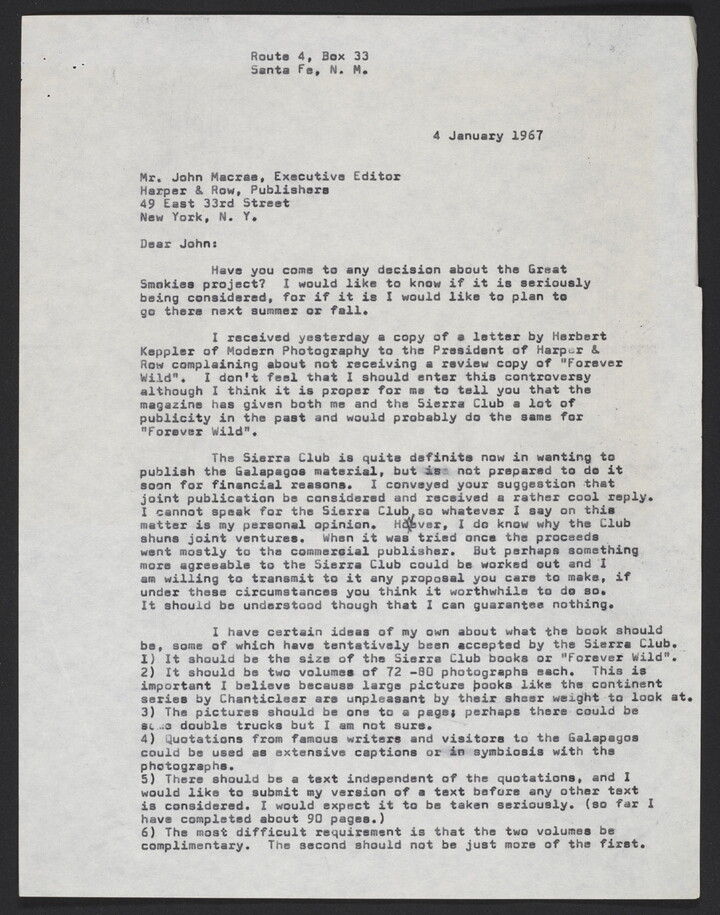 Route 4, Box 33
Santa Fe, N. M.
4 January 1967
Mr. John Macrae, Executive Editor
Harper & Row, Publishers
49 East 33rd Street
New York, N. Y.
Dear John:
Have you come to any decision about the Great
Smokies project? I would like to know if it is seriously
being considered, for if it is I would like to plan to
go there next summer or fall.
I received yesterday a copy of a letter by Herbert
Keppler of Modern Photography to the President of Harper &
Row complaining about not receiving a review copy of "Forever
Wild". I don't feel that I should enter this controversy
although I think it is proper for me to tell you that the
magazine has given both me and the Sierra Club a lot of
publicity in the past and would probably do the same for
"Forever Wild".
The Sierra Club is quite definite now in wanting to
publish the Galapagos material, but is not prepared to do it
soon for financial reasons. I conveyed your suggestion that
joint publication be considered and received a rather cool reply.
I cannot speak for the Sierra Club,so whatever I say on this
matter is my personal opinion. However, I do know why the Club
shuns joint ventures. When it was tried once the proceeds
went mostly to the commercial publisher. But perhaps something
more agreeable to the Sierra Club could be worked out and I
am willing to transmit to it any proposal you care to make, if
under these circumstances you think it worthwhile to do so.
It should be understood though that I can guarantee nothing.
I have certain ideas of my own about what the book should
be, some of which have tentatively been accepted by the Sierra Club.
1) It should be the size of the Sierra Club books or "Forever Wild".
2) It should be two volumes of 72 -80 photographs each. This is
important I believe because large picture books like the continent
series by Chanticleer are unpleasant by their sheer weight to look at.
3) The pictures should be one to a page; perhaps there could be
some double trucks but I am not sure.
4) Quotations from famous writers and visitors to the Galapagos
could be used as extensive captions or in symbiosis with the
photographs.
5) There should be a text independent of the quotations, and I
would like to submit my version of a text before any other text
is considered. I would expect it to be taken seriously. (so far I
have completed about 90 pages.)
6) The most difficult requirement is that the two volumes be
complimentary. The second should not be just more of the first.